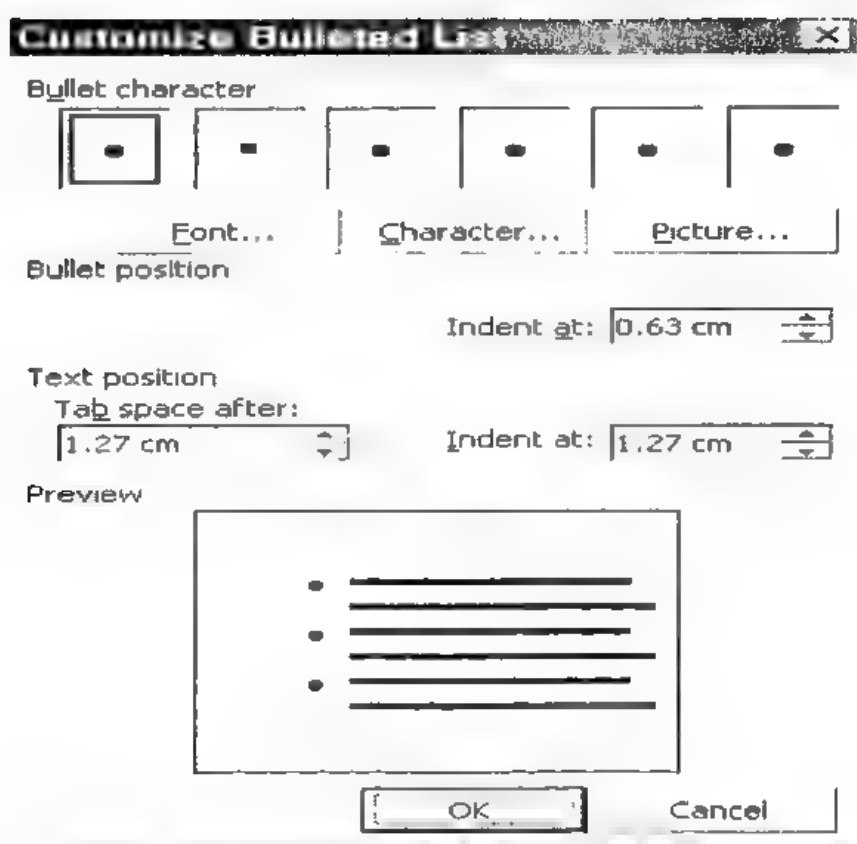 Customize Bulleted List
Bullet character
Font... Character... Picture...
Bullet position
Indent at: 0.63 cm
Text position
Tab space after:
1.27 cm Indent at: 1.27 cm
Preview
OK Cancel